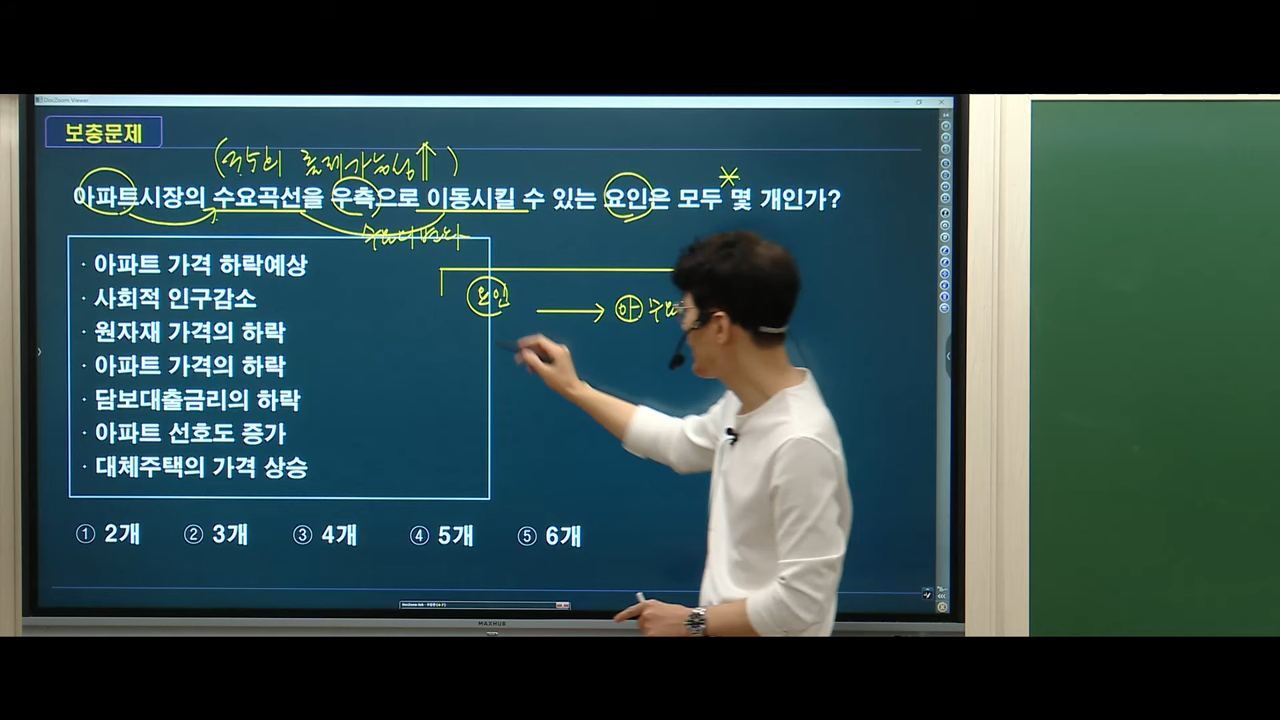 DocZoom Viewer
보충문제
(개수의 출제가능성↑)
아파트시장의 수요곡선을 우측으로 이동시킬 수 있는 요인은 모두 몇 개인가?
수요의 변화
· 아파트 가격 하락예상
· 사회적 인구감소
· 원자재 가격의 하락
· 아파트 가격의 하락
· 담보대출금리의 하락
· 아파트 선호도 증가
· 대체주택의 가격 상승
요인 → 아 수요
① 2개 ② 3개 ③ 4개 ④ 5개 ⑤ 6개
MAXHUB